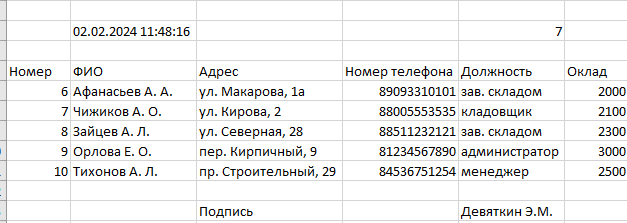 02.02.2024 11:48:16 7
Номер ФИО Адрес Номер телефона Должность Оклад
6 Афанасьев А. А. ул. Макарова, 1а 89093310101 зав. складом 2000
7 Чижиков А. О. ул. Кирова, 2 88005553535 кладовщик 2100
8 Зайцев А. Л. ул. Северная, 28 88511232121 зав. складом 2300
9 Орлова Е. О. пер. Кирпичный, 9 81234567890 администратор 3000
10 Тихонов А. Л. пр. Строительный, 29 84536751254 менеджер 2500
Подпись Девяткин Э.М.